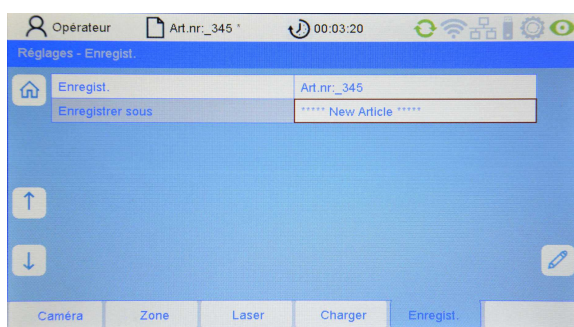 Opérateur Art.nr:_345 * 00:03:20
Réglages - Enregist.
Enregist. Art.nr:_345
Enregistrer sous ***** New Article *****
Caméra Zone Laser Charger Enregist.